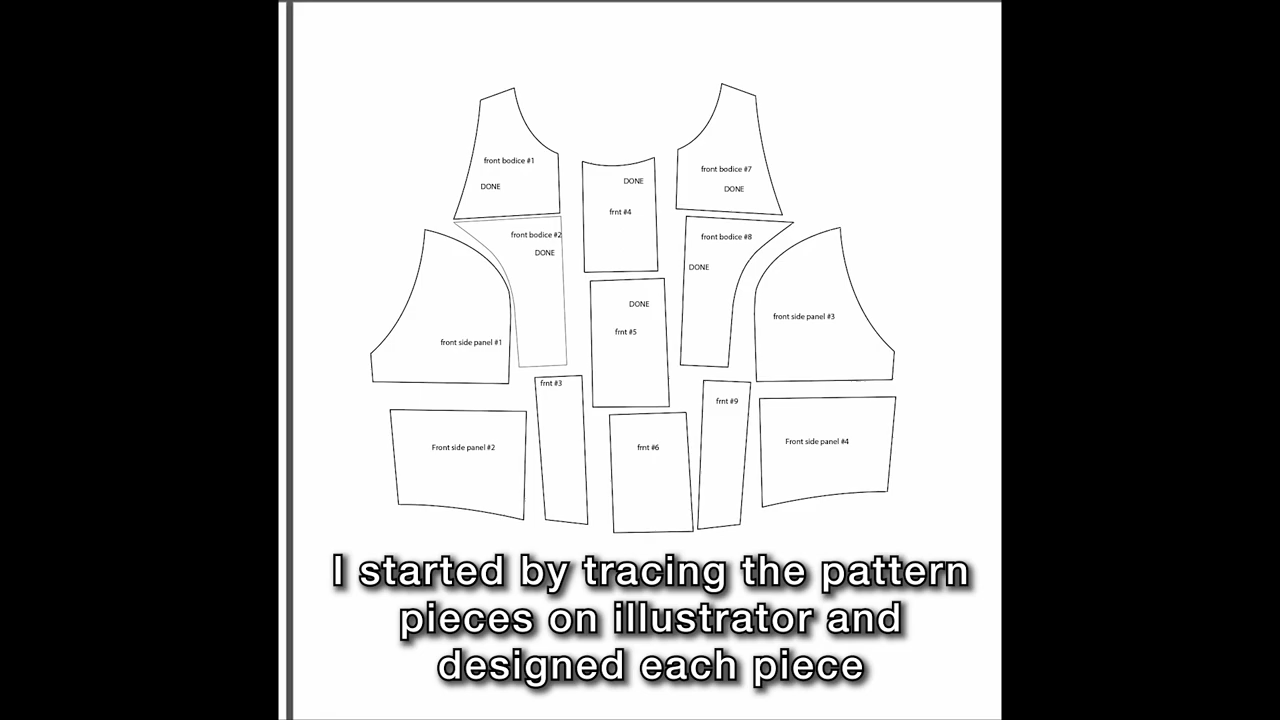 front bodice #1
DONE
DONE
frnt #4
front bodice #7
DONE
front bodice #2
DONE
front bodice #8
DONE
front side panel #1
DONE
frnt #5
front side panel #3
frnt #3
frnt #9
Front side panel #2
frnt #6
Front side panel #4
I started by tracing the pattern
pieces on illustrator and
designed each piece